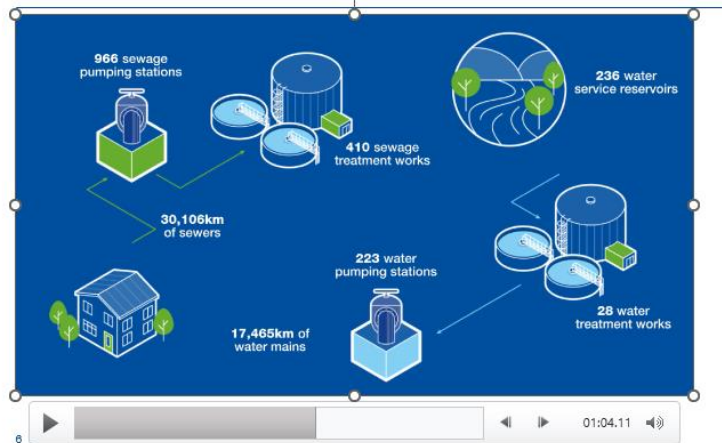 966 sewage
pumping stations
236 water
service reservoirs
410 sewage
treatment works
30,106km
of sewers
223 water
pumping stations
28 water
treatment works
17,465km of
water mains
01:04.11
6